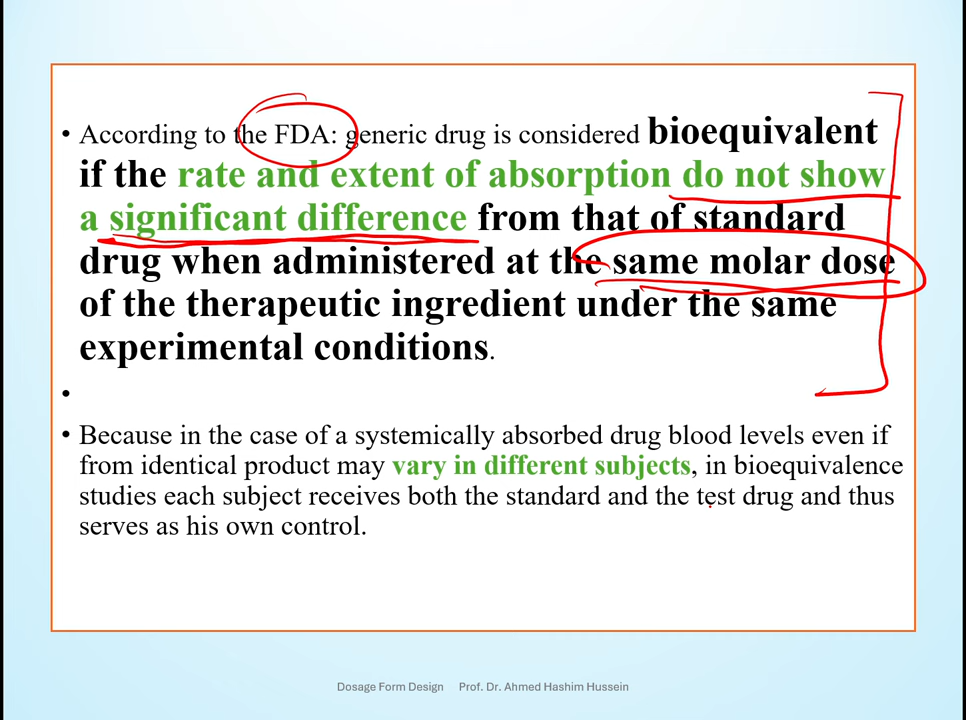 • According to the FDA: generic drug is considered bioequivalent
if the rate and extent of absorption do not show
a significant difference from that of standard
drug when administered at the same molar dose
of the therapeutic ingredient under the same
experimental conditions.
•
• Because in the case of a systemically absorbed drug blood levels even if
from identical product may vary in different subjects, in bioequivalence
studies each subject receives both the standard and the test drug and thus
serves as his own control.
Dosage Form Design Prof. Dr. Ahmed Hashim Hussein